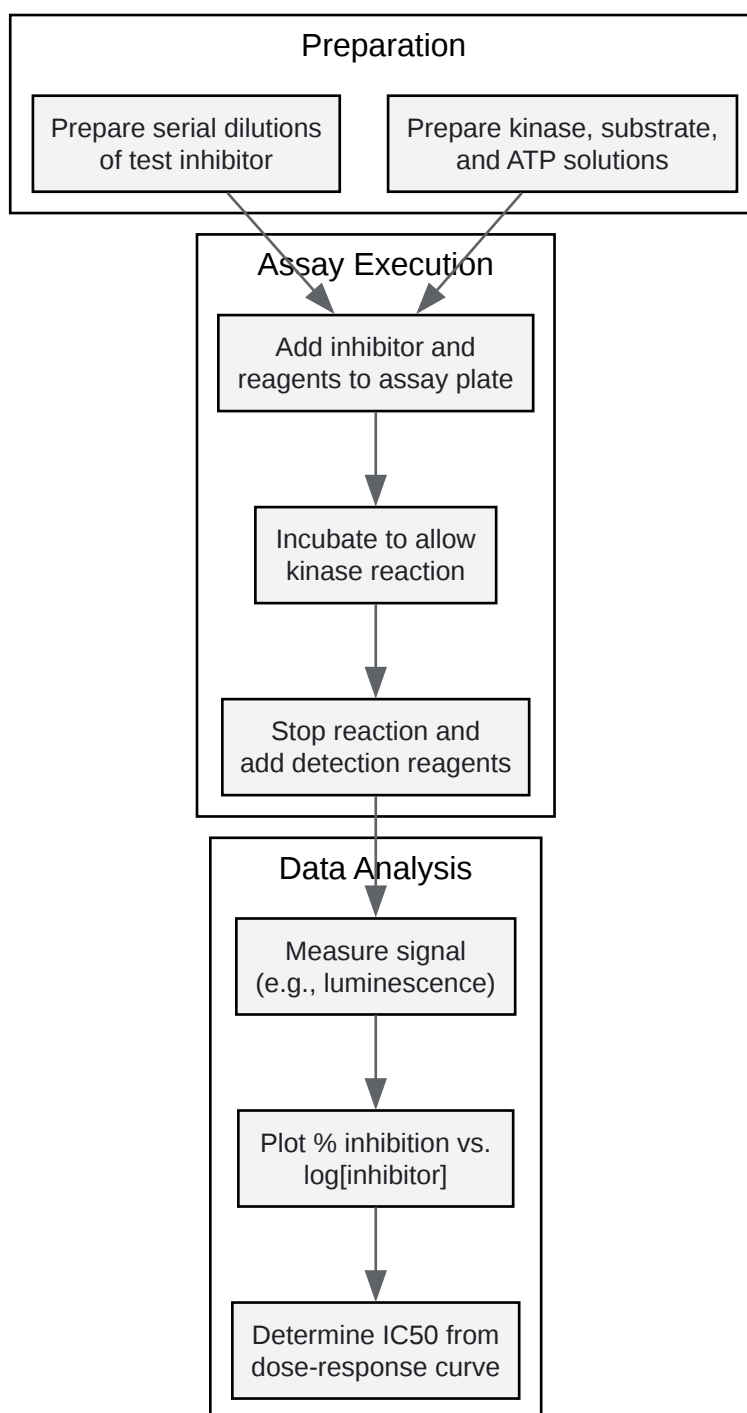 Preparation
Prepare serial dilutions
of test inhibitor
Prepare kinase, substrate,
and ATP solutions
Assay Execution
Add inhibitor and
reagents to assay plate
Incubate to allow
kinase reaction
Stop reaction and
add detection reagents
Data Analysis
Measure signal
(e.g., luminescence)
Plot % inhibition vs.
log[inhibitor]
Determine IC50 from
dose-response curve